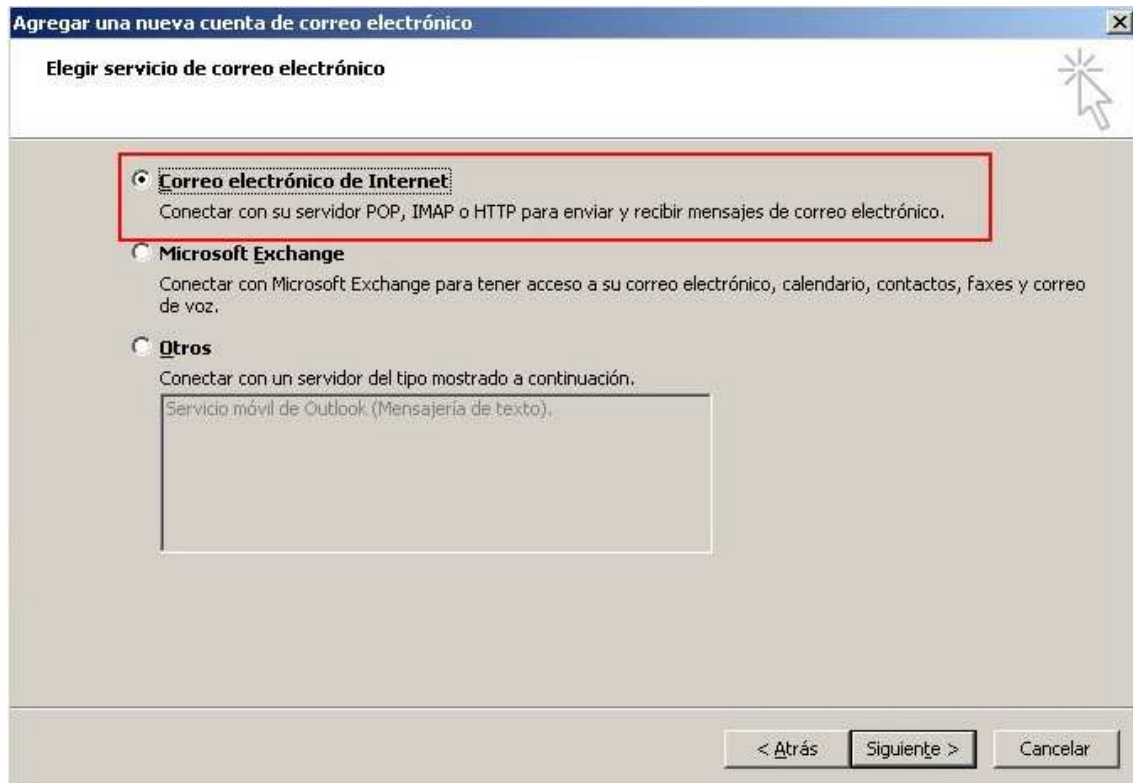 Agregar una nueva cuenta de correo electrónico
Elegir servicio de correo electrónico
Correo electrónico de Internet
Conectar con su servidor POP, IMAP o HTTP para enviar y recibir mensajes de correo electrónico.
Microsoft Exchange
Conectar con Microsoft Exchange para tener acceso a su correo electrónico, calendario, contactos, faxes y correo
de voz.
Otros
Conectar con un servidor del tipo mostrado a continuación.
Servicio móvil de Outlook (Mensajería de texto).
< Atrás Siguiente > Cancelar